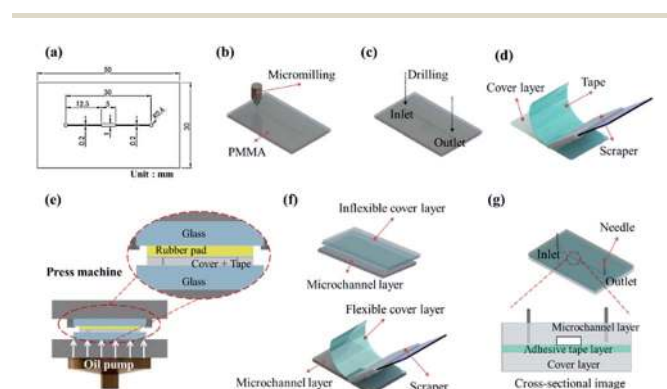 (a)
50
30
12.5
5
R0.4
0.2
1
0.2
30
Unit : mm
(b)
Micromilling
PMMA
(c)
Drilling
Inlet
Outlet
(d)
Cover layer
Tape
Scraper
(e)
Glass
Rubber pad
Cover + Tape
Glass
Press machine
Oil pump
(f)
Inflexible cover layer
Microchannel layer
Flexible cover layer
Microchannel layer
Scraper
(g)
Needle
Inlet
Outlet
Microchannel layer
Adhesive tape layer
Cover layer
Cross-sectional image